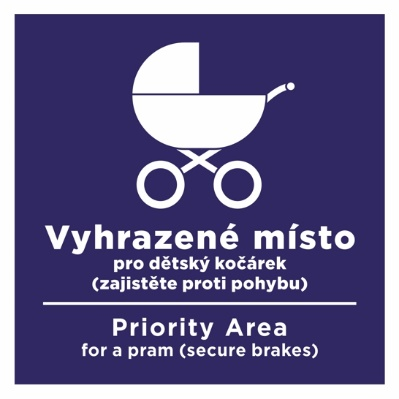 Vyhrazené místo
pro dětský kočárek
(zajistěte proti pohybu)
Priority Area
for a pram (secure brakes)